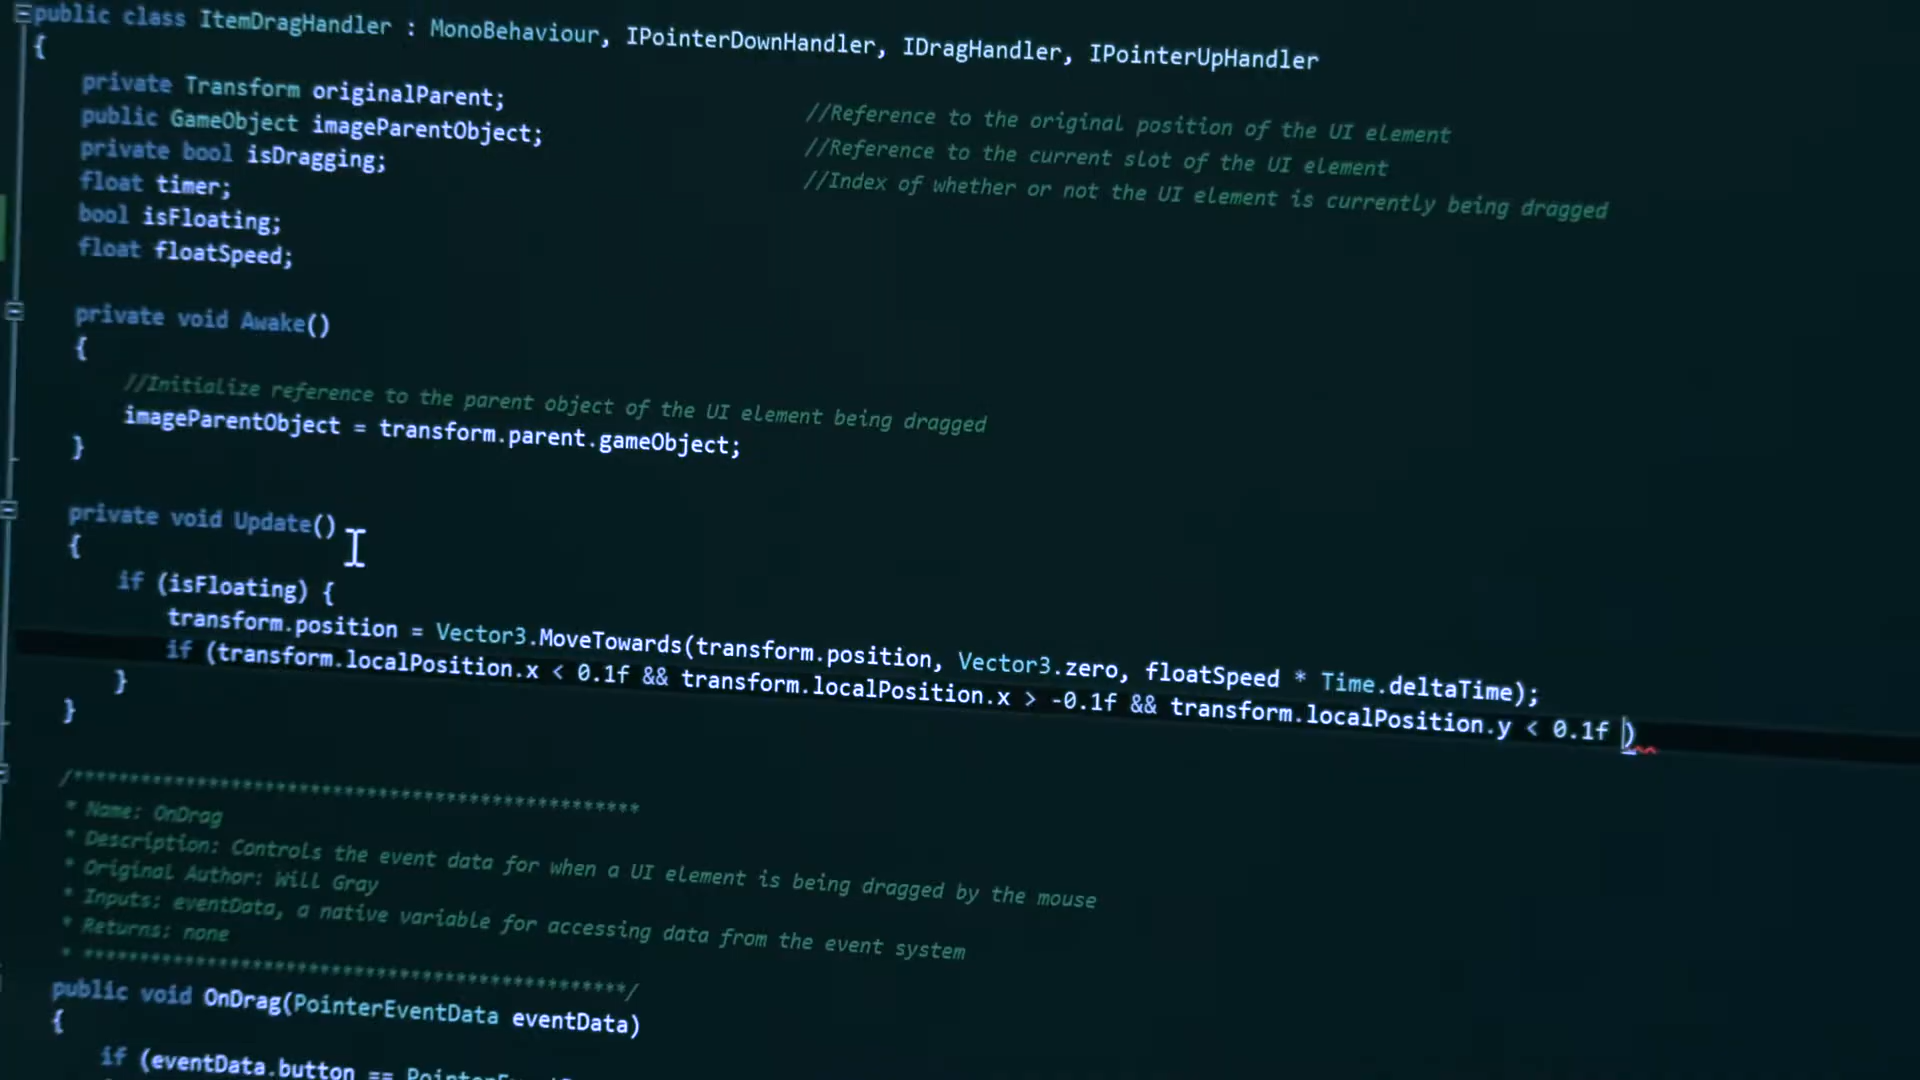 public class ItemDragHandler : MonoBehaviour, IPointerDownHandler, IDragHandler, IPointerUpHandler
{
private Transform originalParent; //Reference to the original position of the UI element
public GameObject imageParentObject; //Reference to the current slot of the UI element
private bool isDragging; //Index of whether or not the UI element is currently being dragged
float timer;
bool isFloating;
float floatSpeed;
private void Awake()
{
//Initialize reference to the parent object of the UI element being dragged
imageParentObject = transform.parent.gameObject;
}
private void Update()
{
if (isFloating) {
transform.position = Vector3.MoveTowards(transform.position, Vector3.zero, floatSpeed * Time.deltaTime);
if (transform.localPosition.x < 0.1f && transform.localPosition.x > -0.1f && transform.localPosition.y < 0.1f )
}
}
/**************************************************
* Name: OnDrag
* Description: Controls the event data for when a UI element is being dragged by the mouse
* Original Author: Will Gray
* Inputs: eventData, a native variable for accessing data from the event system
* Returns: none
* **************************************************/
public void OnDrag(PointerEventData eventData)
{
if (eventData.button ==